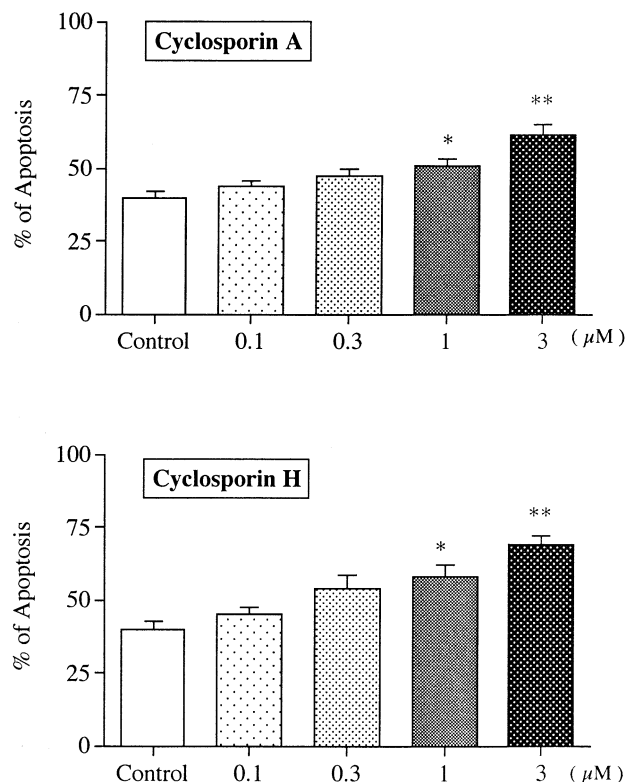 100
Cyclosporin A
75
**
*
50
25
0
% of Apoptosis
Control 0.1 0.3 1 3 ( µM )
100
Cyclosporin H
75
**
*
50
25
0
% of Apoptosis
Control 0.1 0.3 1 3 ( µM )